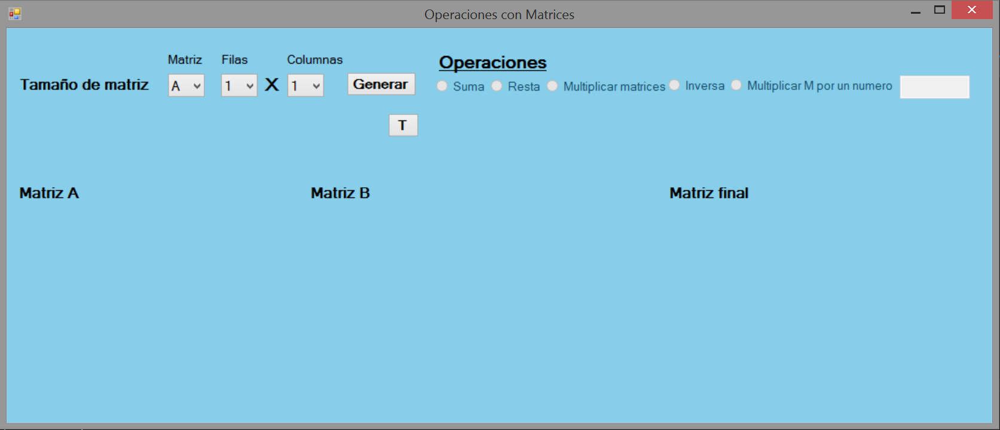 Operaciones con Matrices
Matriz Filas Columnas
Tamaño de matriz A 1 X 1 Generar
T
Operaciones
Suma Resta Multiplicar matrices Inversa Multiplicar M por un numero
Matriz A Matriz B Matriz final